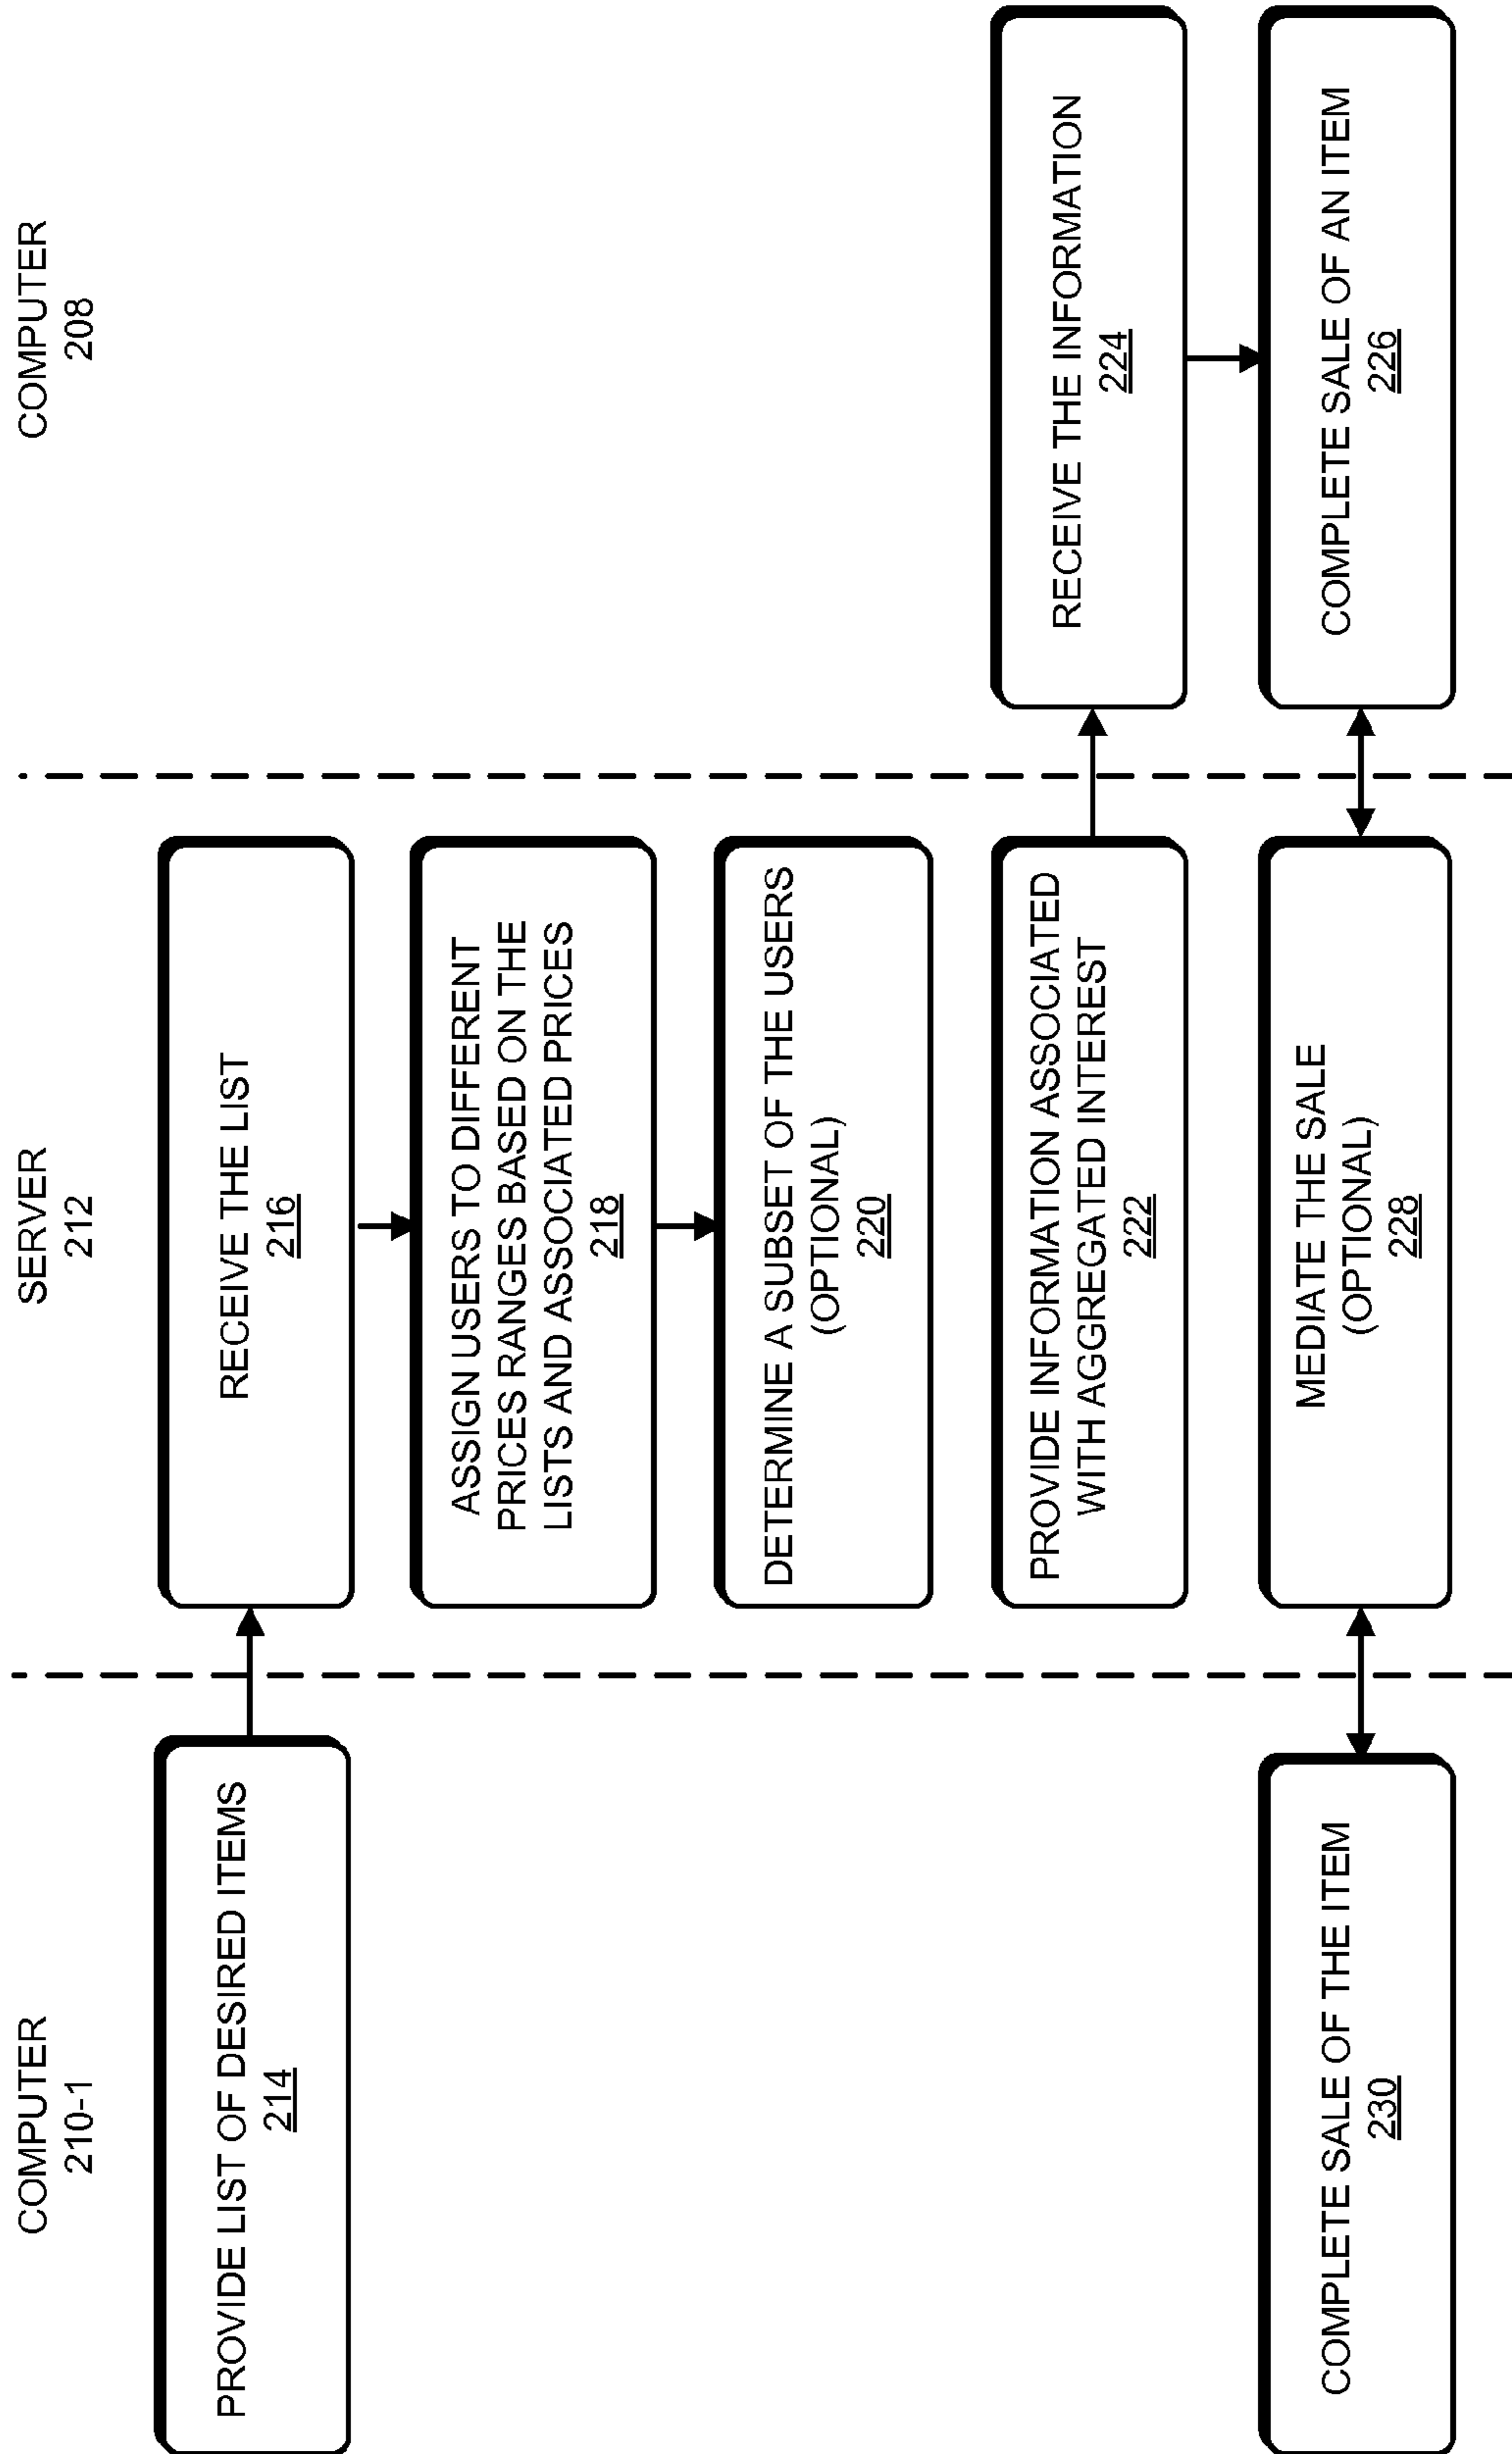 COMPUTER
210-1
SERVER
212
COMPUTER
208
PROVIDE LIST OF DESIRED ITEMS
214
RECEIVE THE LIST
216
ASSIGN USERS TO DIFFERENT
PRICES RANGES BASED ON THE
LISTS AND ASSOCIATED PRICES
218
DETERMINE A SUBSET OF THE USERS
(OPTIONAL)
220
PROVIDE INFORMATION ASSOCIATED
WITH AGGREGATED INTEREST
222
RECEIVE THE INFORMATION
224
COMPLETE SALE OF THE ITEM
230
MEDIATE THE SALE
(OPTIONAL)
228
COMPLETE SALE OF AN ITEM
226